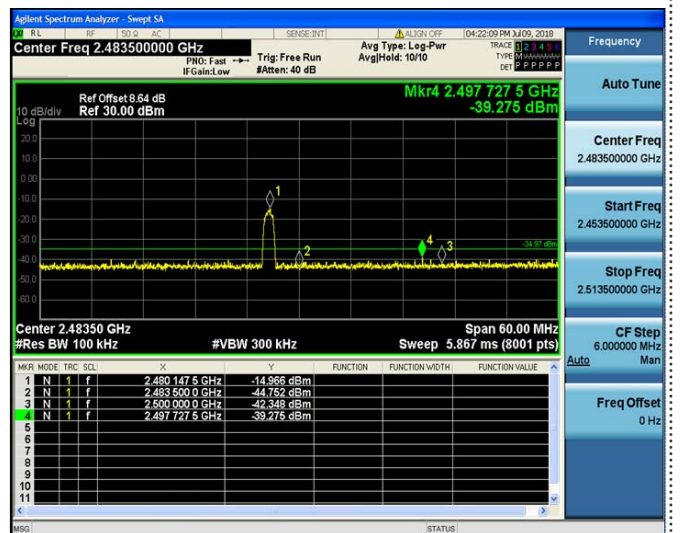 Agilent Spectrum Analyzer - Swept SA
RL RF 50 Ω AC SENSE:INT ALIGN OFF 04:22:09 PM Jul 09, 2018
Center Freq 2.483500000 GHz Avg Type: Log-Pwr TRACE 1 2 3 4 5 6
PNO: Fast Trig: Free Run Avg|Hold: 10/10 TYPE M W W W W W
IFGain:Low #Atten: 40 dB DET P P P P P P
Frequency
Auto Tune
Center Freq
2.483500000 GHz
Start Freq
2.453500000 GHz
Stop Freq
2.513500000 GHz
CF Step
6.000000 MHz
Auto Man
Freq Offset
0 Hz
Mkr4 2.497 727 5 GHz
-39.275 dBm
Ref Offset 8.64 dB
10 dB/div Ref 30.00 dBm
Log
20.0
10.0
0.00
-10.0
-20.0
-30.0
-40.0
-50.0
-60.0
1
2
4
3
-34.97 dBm
Center 2.48350 GHz Span 60.00 MHz
#Res BW 100 kHz #VBW 300 kHz Sweep 5.867 ms (8001 pts)
MKR MODE TRC SCL X Y FUNCTION FUNCTION WIDTH FUNCTION VALUE
1 N 1 f 2.480 147 5 GHz -14.966 dBm
2 N 1 f 2.483 500 0 GHz -44.752 dBm
3 N 1 f 2.500 000 0 GHz -42.348 dBm
4 N 1 f 2.497 727 5 GHz -39.275 dBm
5
6
7
8
9
10
11
MSG STATUS